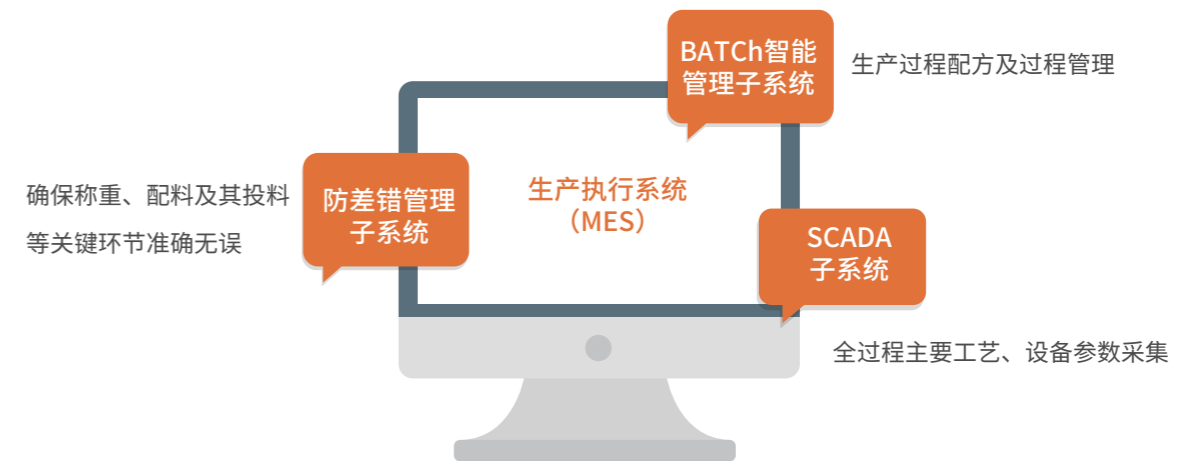 BATCh智能
管理子系统
生产过程配方及过程管理
确保称重、配料及其投料
等关键环节准确无误
防差错管理
子系统
生产执行系统
（MES）
SCADA
子系统
全过程主要工艺、设备参数采集